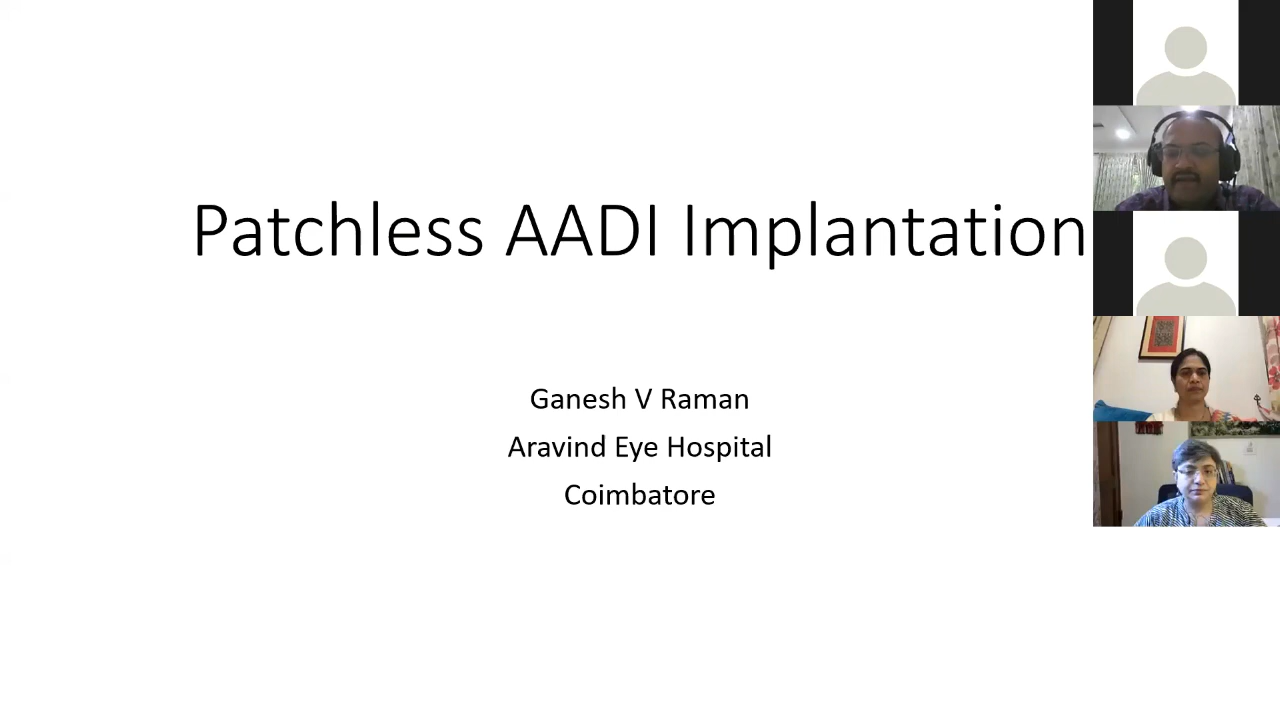 Patchless AADI Implantation
Ganesh V Raman
Aravind Eye Hospital
Coimbatore